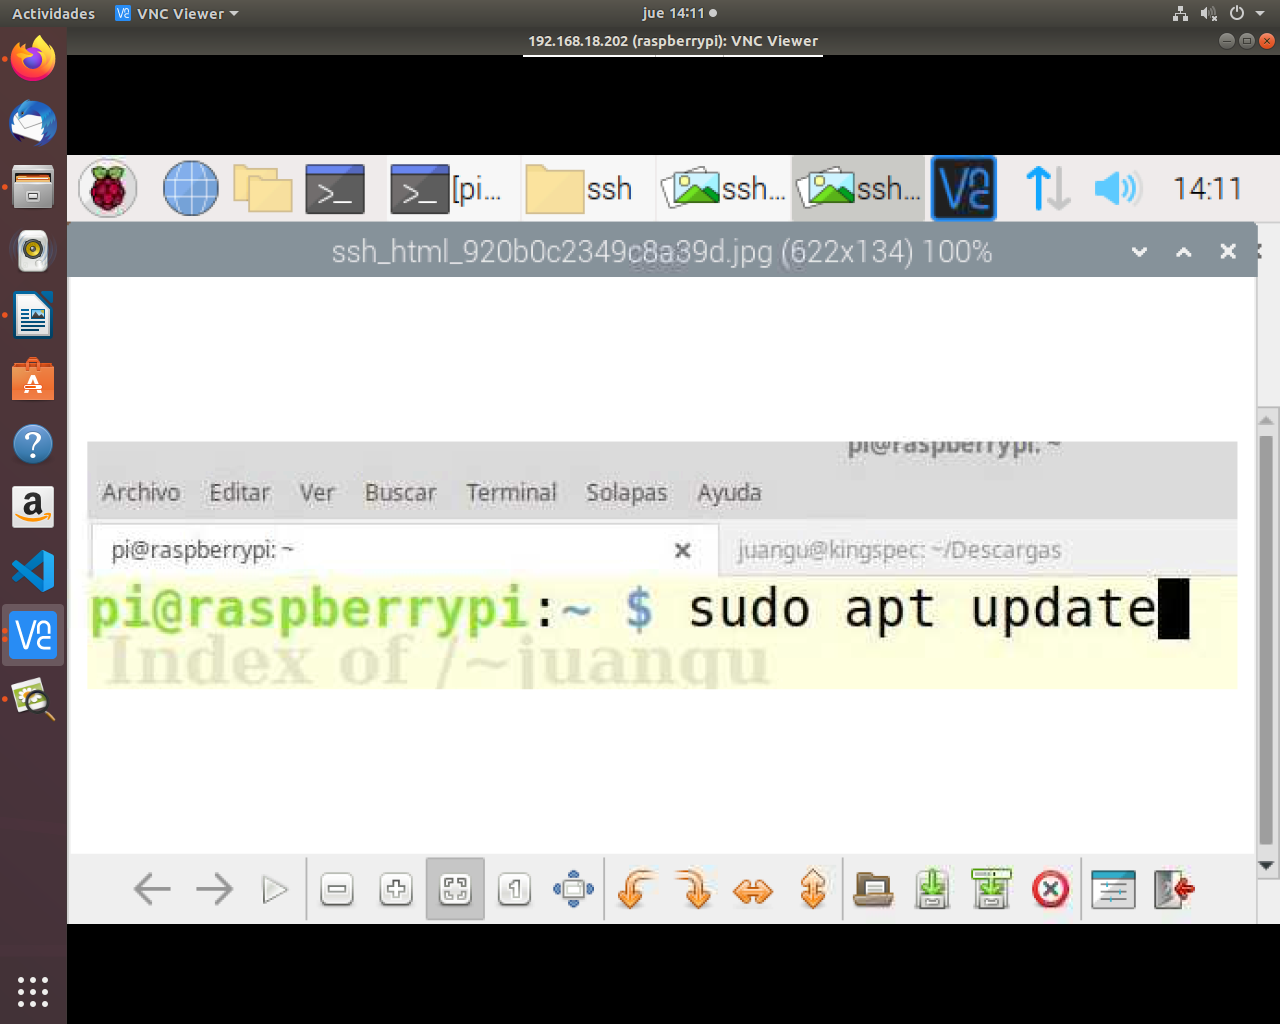 Actividades VNC Viewer jue 14:11
192.168.18.202 (raspberrypi): VNC Viewer
[pi... ssh ssh... ssh... 14:11
ssh_html_920b0c2349c8a39d.jpg (622x134) 100%
pi@raspberrypi: ~
Archivo Editar Ver Buscar Terminal Solapas Ayuda
pi@raspberrypi: ~ juangu@kingspec: ~/Descargas
pi@raspberrypi:~ $ sudo apt update
Index of /~juangu